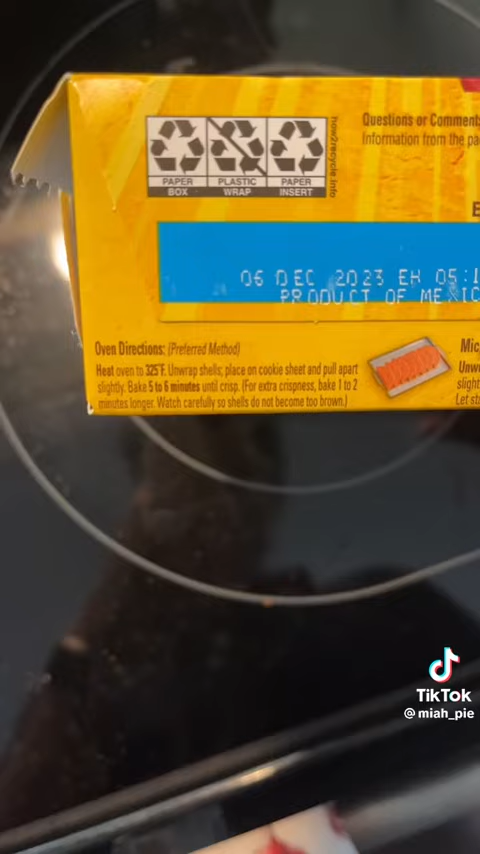 Questions or Comment
Information from the pa
PAPER BOX
PLASTIC WRAP
PAPER INSERT
how2recycle.info
06 DEC 2023 EH 05:1
PRODUCT OF MEXIC
Oven Directions: (Preferred Method)
Heat oven to 325°F. Unwrap shells; place on cookie sheet and pull apart
slightly. Bake 5 to 6 minutes until crisp. (For extra crispness, bake 1 to 2
minutes longer. Watch carefully so shells do not become too brown.)
Mic
Unw
slight
Let st
TikTok
@miah_pie